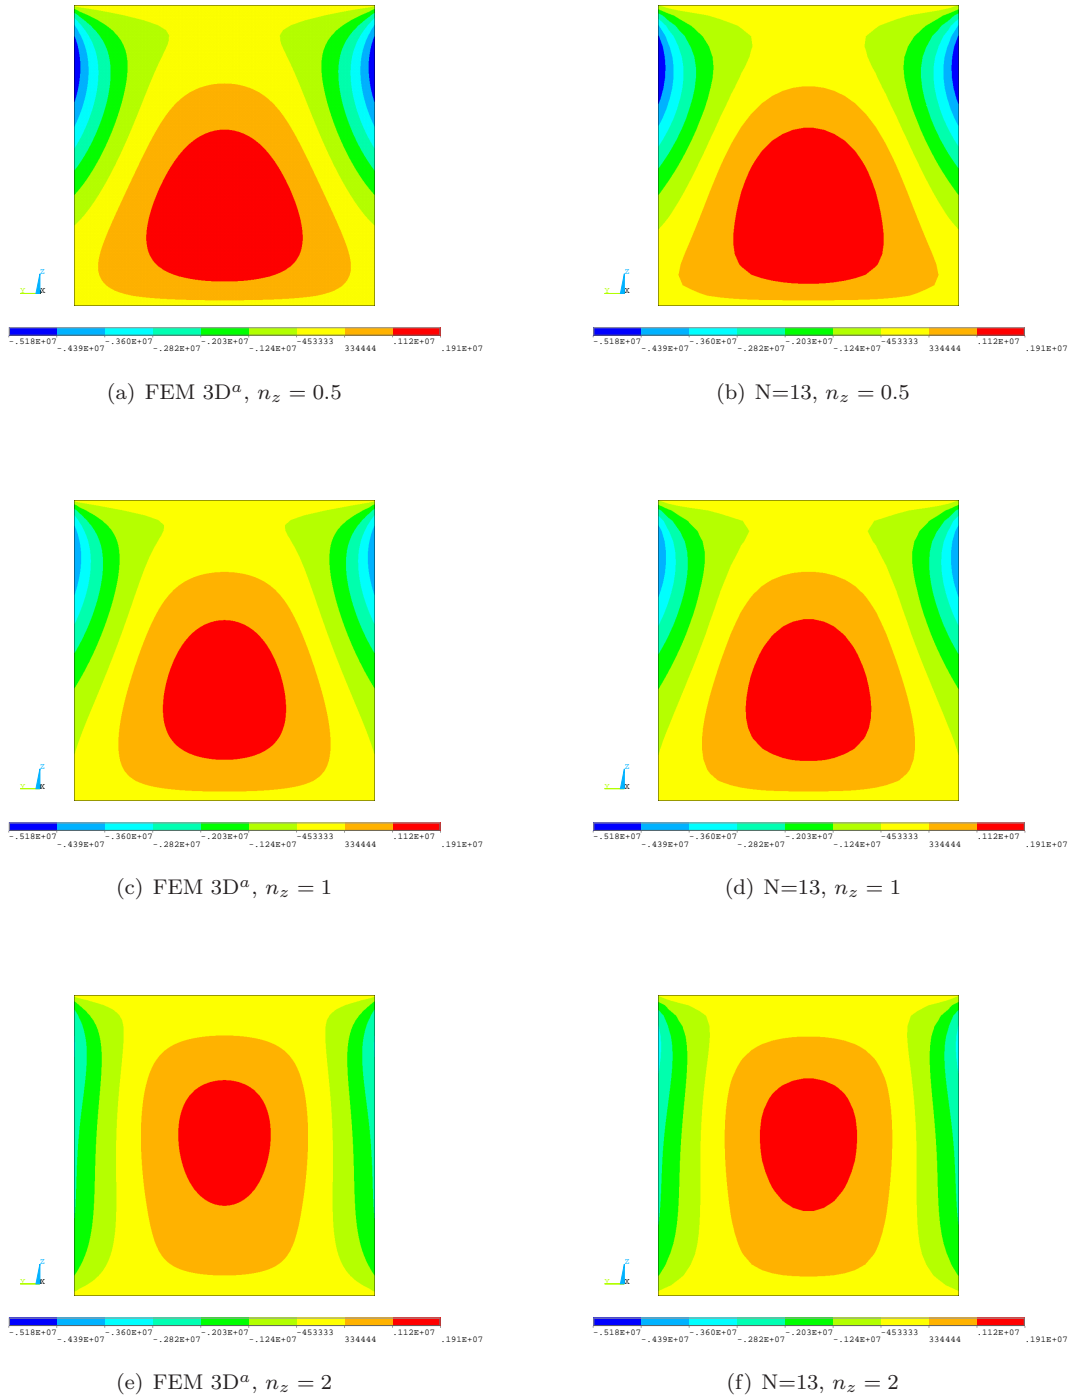 Z Z
Y X Y X
-.518E+07 -.360E+07 -.203E+07 -453333 .112E+07 -.518E+07 -.360E+07 -.203E+07 -453333 .112E+07
-.439E+07 -.282E+07 -.124E+07 334444 .191E+07 -.439E+07 -.282E+07 -.124E+07 334444 .191E+07
(a) FEM 3Dᵃ, n_z = 0.5 (b) N=13, n_z = 0.5
Z Z
Y X Y X
-.518E+07 -.360E+07 -.203E+07 -453333 .112E+07 -.518E+07 -.360E+07 -.203E+07 -453333 .112E+07
-.439E+07 -.282E+07 -.124E+07 334444 .191E+07 -.439E+07 -.282E+07 -.124E+07 334444 .191E+07
(c) FEM 3Dᵃ, n_z = 1 (d) N=13, n_z = 1
Z Z
Y X Y X
-.518E+07 -.360E+07 -.203E+07 -453333 .112E+07 -.518E+07 -.360E+07 -.203E+07 -453333 .112E+07
-.439E+07 -.282E+07 -.124E+07 334444 .191E+07 -.439E+07 -.282E+07 -.124E+07 334444 .191E+07
(e) FEM 3Dᵃ, n_z = 2 (f) N=13, n_z = 2